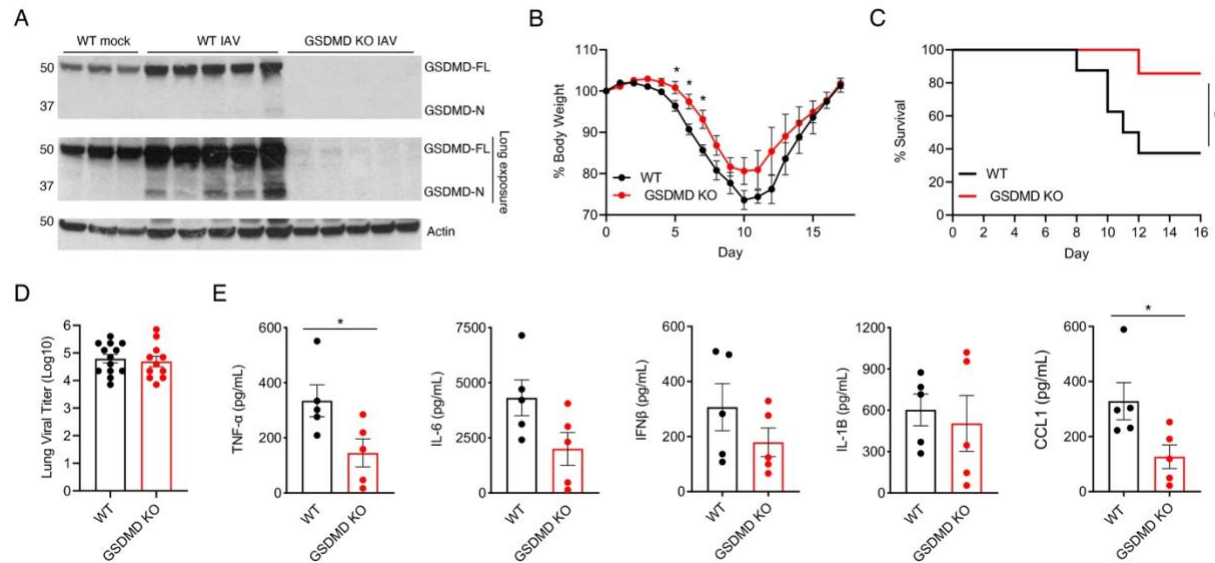 A
WT mock WT IAV GSDMD KO IAV
50
GSDMD-FL
37
GSDMD-N
50
GSDMD-FL
37
GSDMD-N
Long exposure
50
Actin
B
% Body Weight
110
100
90
80
70
* * *
WT
GSDMD KO
0 5 10 15
Day
C
% Survival
100
80
60
40
20
0
WT
GSDMD KO
0 2 4 6 8 10 12 14 16
Day
D
Lung Viral Titer (Log10)
6
5
4
3
2
1
0
WT GSDMD KO
E
TNF-α (pg/mL)
600
400
200
0
*
WT GSDMD KO
IL-6 (pg/mL)
7500
5000
2500
0
WT GSDMD KO
IFNβ (pg/mL)
600
400
200
0
WT GSDMD KO
IL-1B (pg/mL)
1200
900
600
300
0
WT GSDMD KO
CCL1 (pg/mL)
600
400
200
0
*
WT GSDMD KO